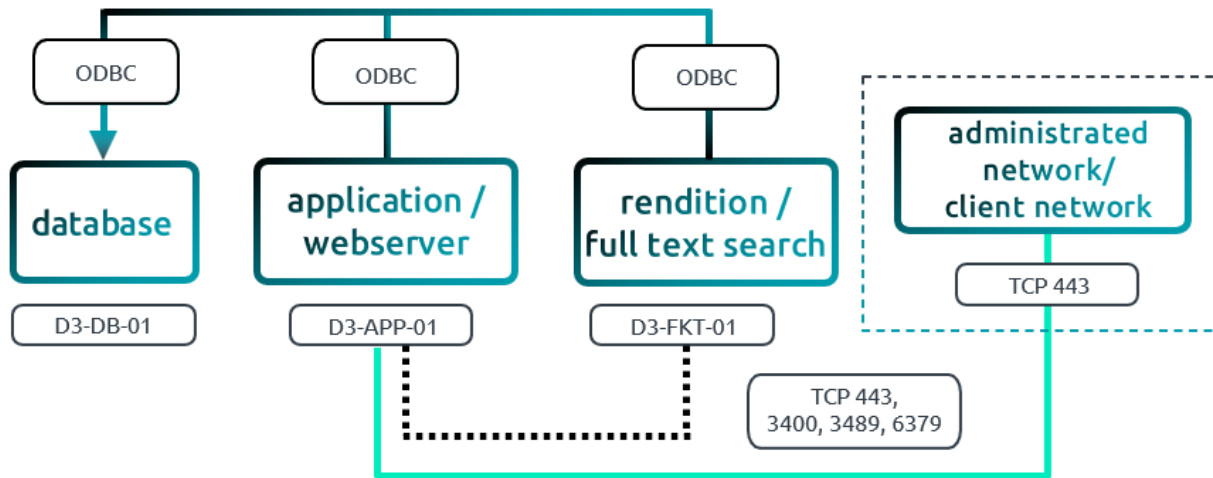 ODBC
ODBC
ODBC
database
application /
webserver
rendition /
full text search
administrated
network/
client network
TCP 443
D3-DB-01
D3-APP-01
D3-FKT-01
TCP 443,
3400, 3489, 6379